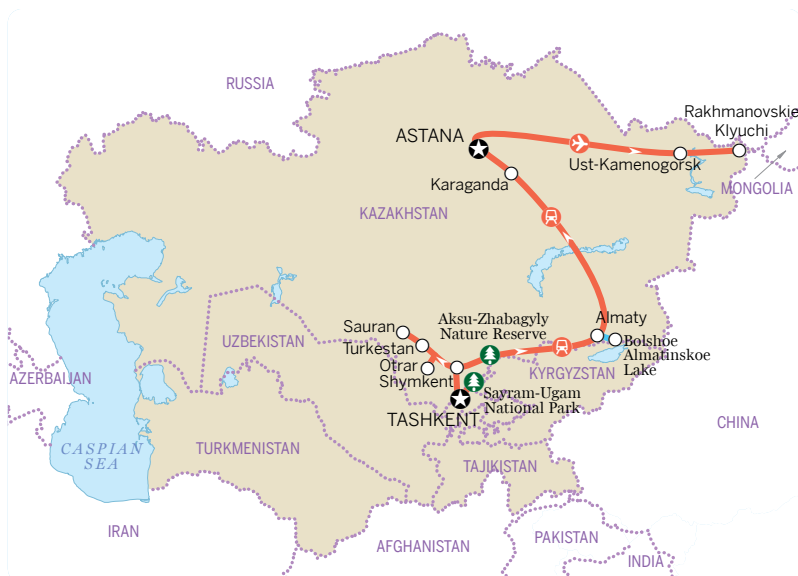 RUSSIA
Rakhmanovskie
Klyuchi
ASTANA
Ust-Kamenogorsk
Karaganda
MONGOLIA
KAZAKHSTAN
Sauran
Aksu-Zhabagyly
Nature Reserve
Almaty
UZBEKISTAN
Turkestan
Bolshoe
Almatinskoe
Lake
Otrar
KYRGYZSTAN
Shymkent
AZERBAIJAN
Sayram-Ugam
National Park
TASHKENT
CHINA
CASPIAN
SEA
TURKMENISTAN
TAJIKISTAN
IRAN
AFGHANISTAN
PAKISTAN
INDIA